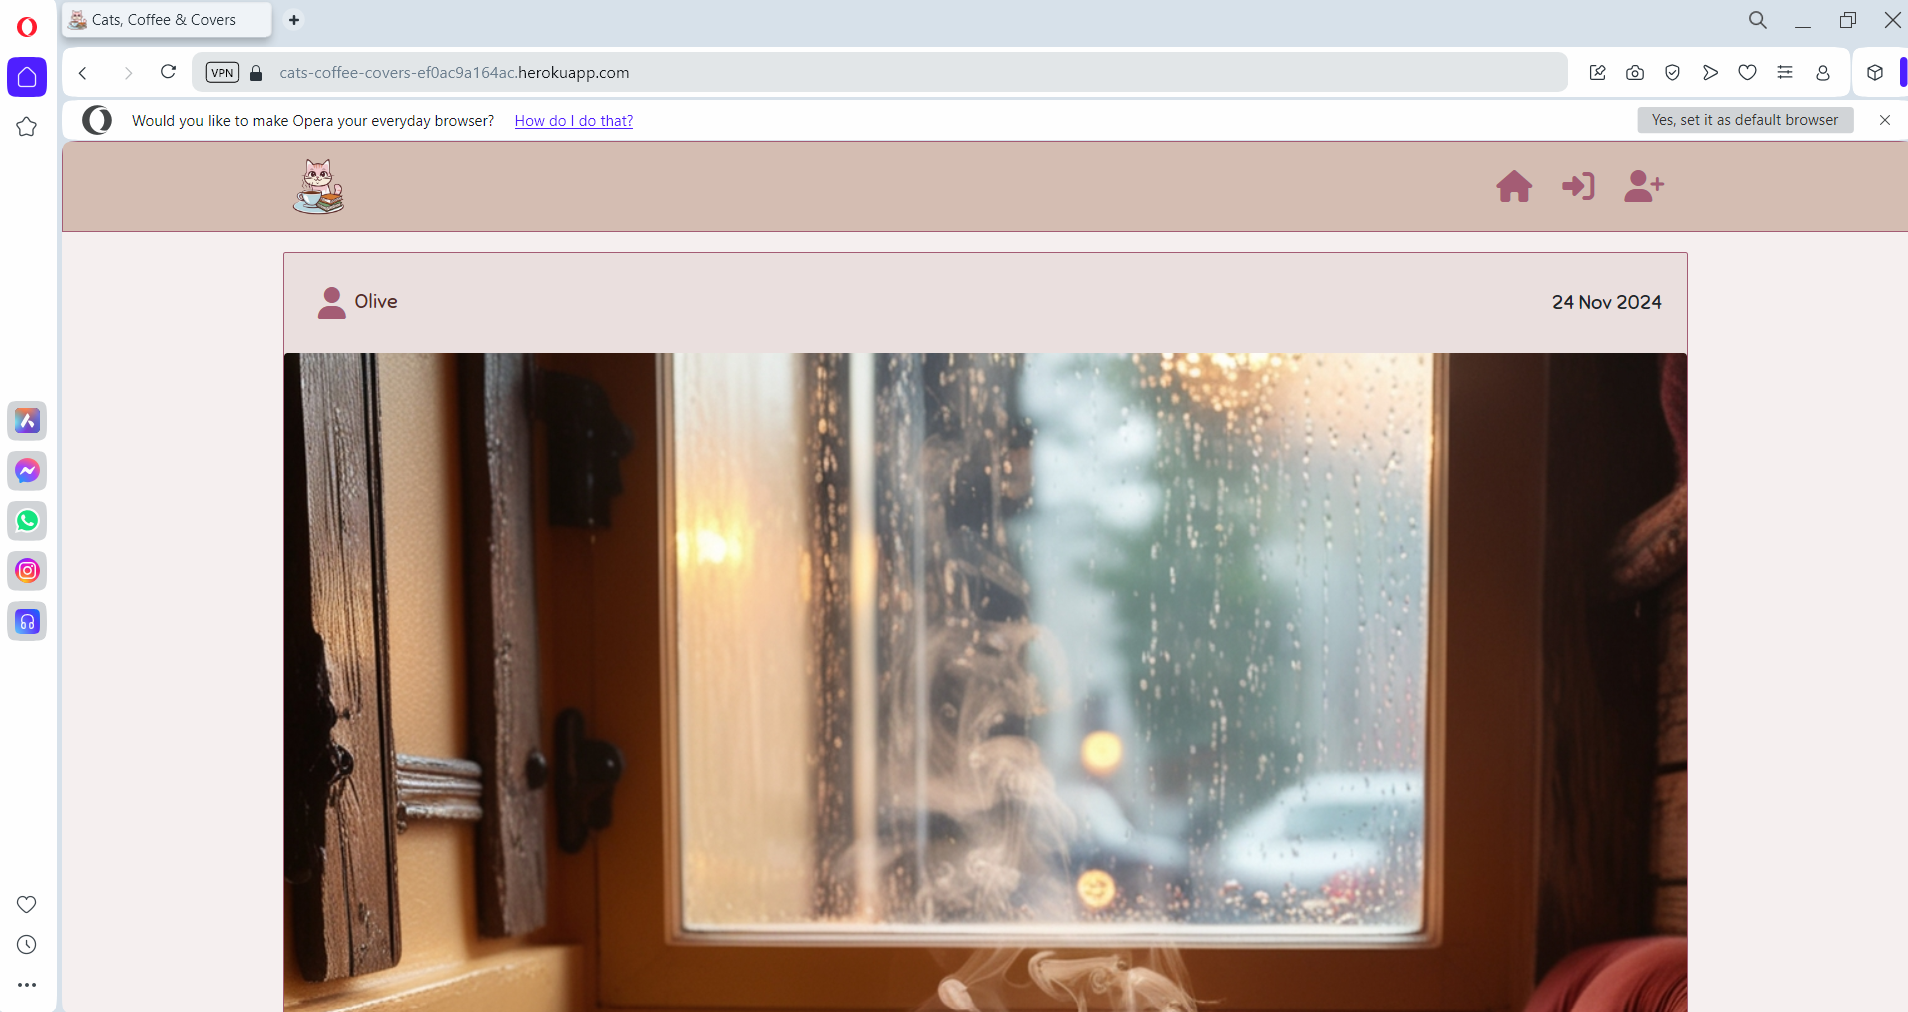 Cats, Coffee & Covers
VPN
cats-coffee-covers-ef0ac9a164ac.herokuapp.com
Would you like to make Opera your everyday browser? How do I do that?
Yes, set it as default browser
Olive
24 Nov 2024